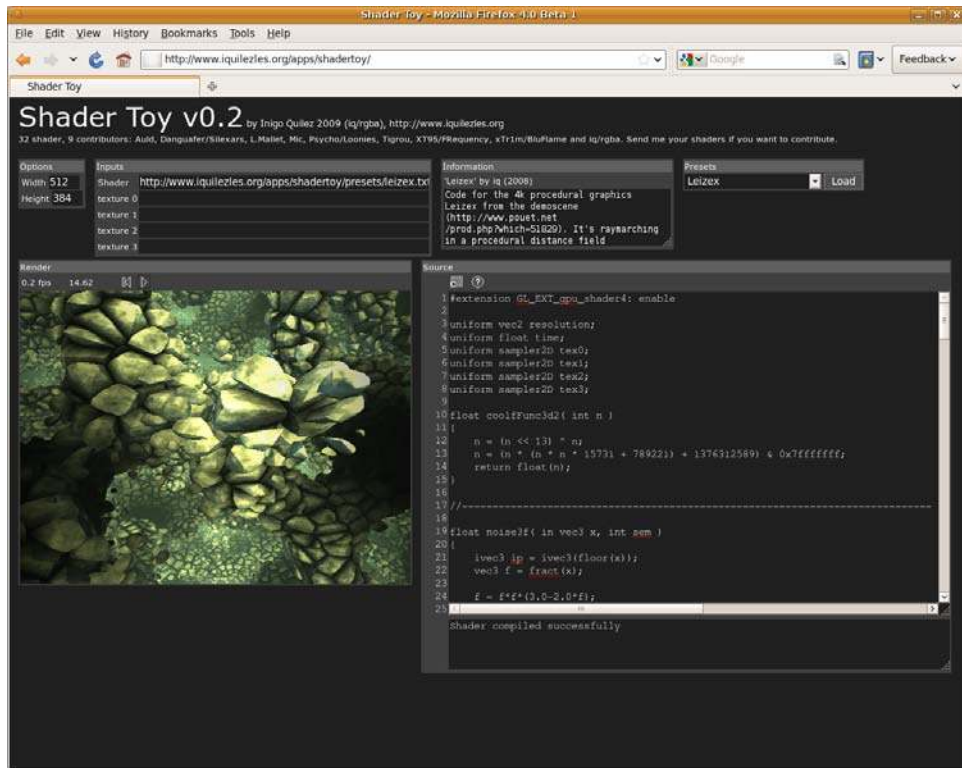 Shader Toy - Mozilla Firefox 4.0 Beta 1
File Edit View History Bookmarks Tools Help
http://www.iquilezles.org/apps/shadertoy/
Google
Feedback
Shader Toy
Shader Toy v0.2 by Inigo Quilez 2009 (iq/rgba), http://www.iquilezles.org
32 shader, 9 contributors: Auld, Danguafer/Silexars, L.Mallet, Mic, Psycho/Loonies, Tigrou, XT95/FRequency, xTr1m/BluFlame and iq/rgba. Send me your shaders if you want to contribute.
Options
Width 512
Height 384
Inputs
Shader http://www.iquilezles.org/apps/shadertoy/presets/leizex.txt
texture 0
texture 1
texture 2
texture 3
Information
'Leizex' by iq (2008)
Code for the 4k procedural graphics
Leizex from the demoscene
(http://www.pouet.net
/prod.php?which=51829). It's raymarching
in a procedural distance field
Presets
Leizex Load
Render
0.2 fps 14.62
Source
1 #extension GL_EXT_gpu_shader4: enable
2
3 uniform vec2 resolution;
4 uniform float time;
5 uniform sampler2D tex0;
6 uniform sampler2D tex1;
7 uniform sampler2D tex2;
8 uniform sampler2D tex3;
9
10 float coolfFunc3d2( int n )
11 {
12 n = (n << 13) ^ n;
13 n = (n * (n * n * 15731 + 789221) + 1376312589) & 0x7fffffff;
14 return float(n);
15 }
16
17 //----------------------------------------------------------------------
18
19 float noise3f( in vec3 x, int sem )
20 {
21 ivec3 ip = ivec3(floor(x));
22 vec3 f = fract(x);
23
24 f = f*f*(3.0-2.0*f);
25
Shader compiled successfully